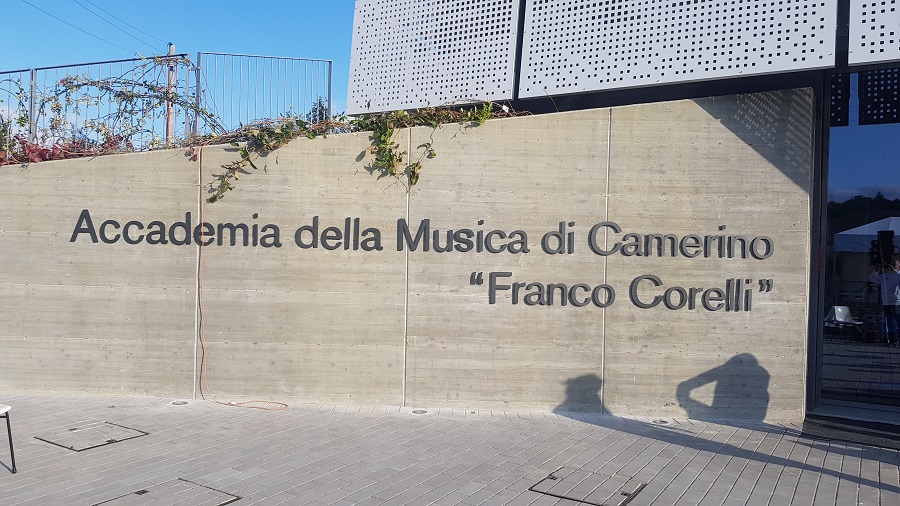 Accademia della Musica di Camerino
“Franco Corelli”